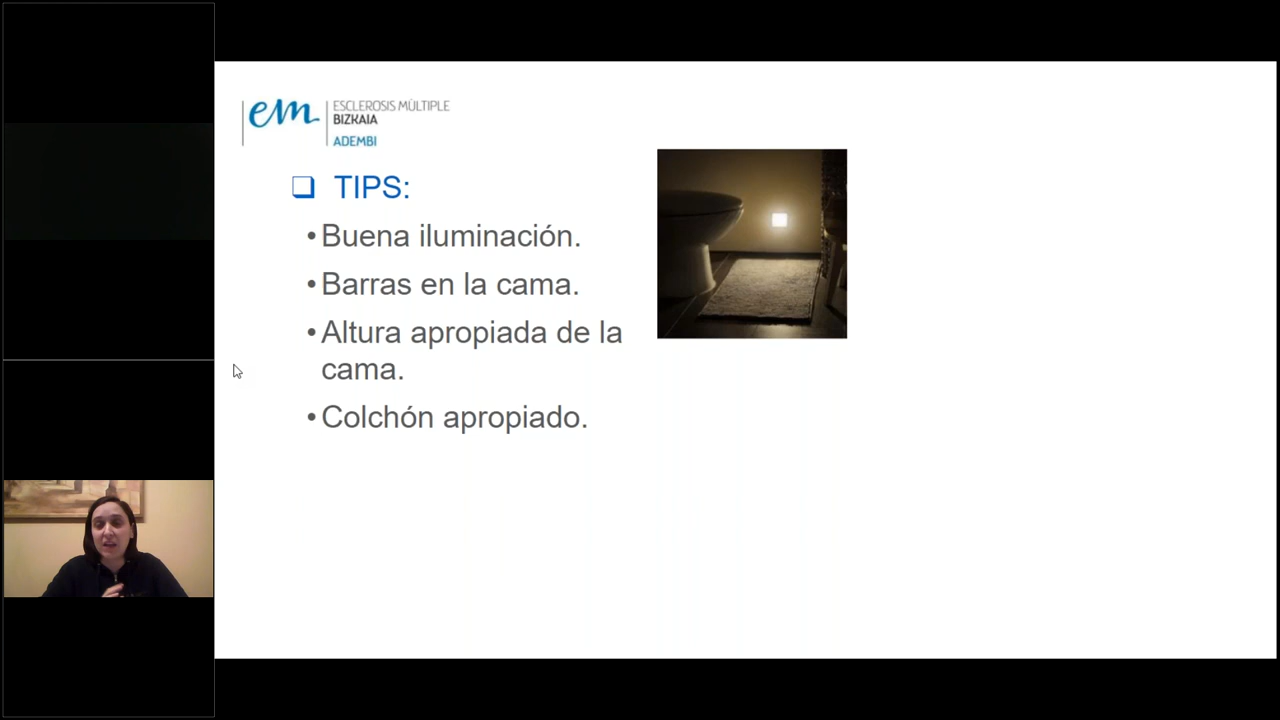 em
ESCLEROSIS MÚLTIPLE
BIZKAIA
ADEMBI
TIPS:
•Buena iluminación.
•Barras en la cama.
•Altura apropiada de la
cama.
•Colchón apropiado.